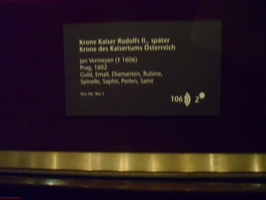 Krone Kaiser Rudolfs II., später
Krone des Kaisertums Österreich
Jan Vermeyen († 1606)
Prag, 1602
Gold, Email, Diamanten, Rubine,
Spinelle, Saphir, Perlen, Samt
106 2